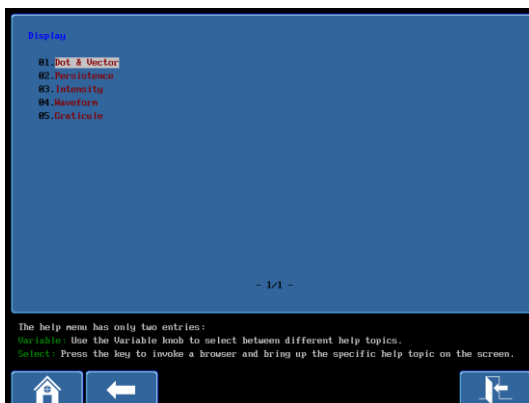 Display
01.Dot & Vector
02.Persistence
03.Intensity
04.Waveform
05.Graticule
- 1/1 -
The help menu has only two entries:
Variable: Use the Variable knob to select between different help topics.
Select: Press the key to invoke a browser and bring up the specific help topic on the screen.